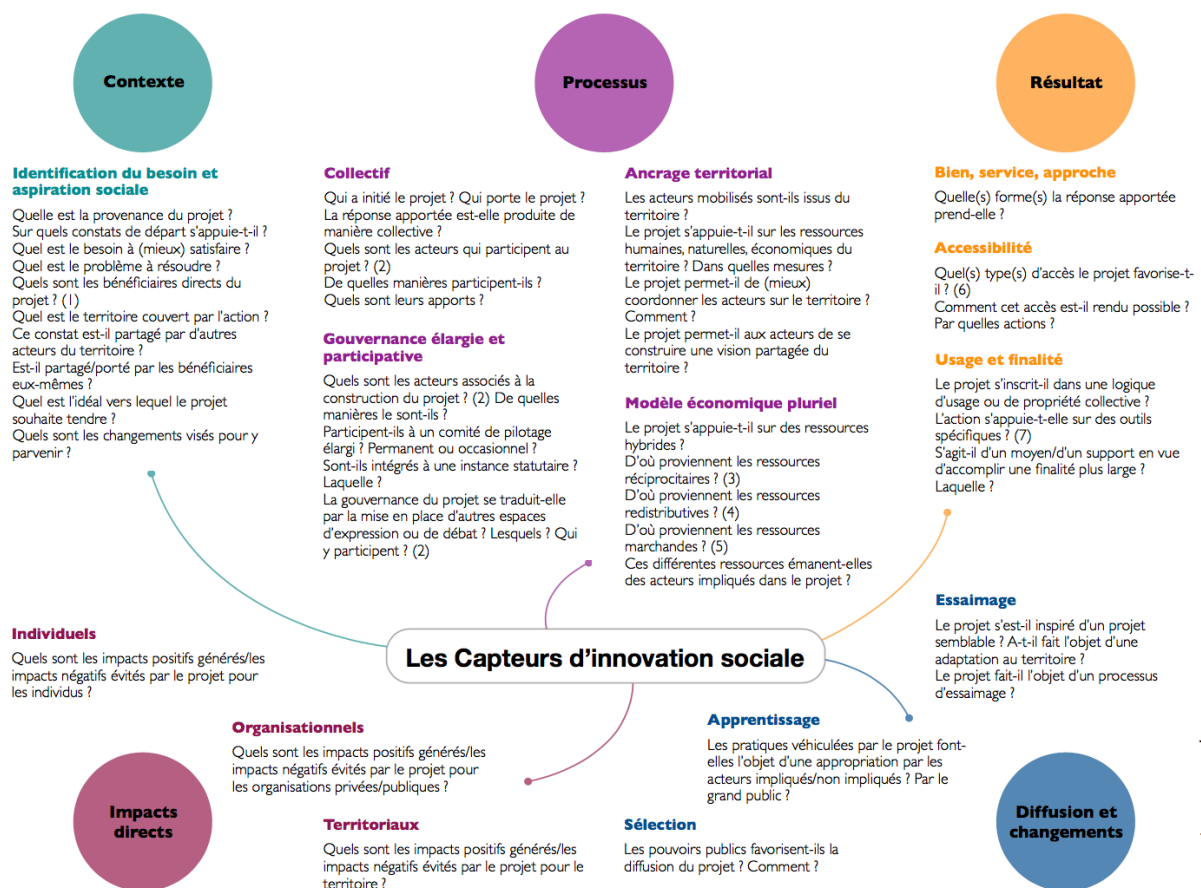 Contexte
Identification du besoin et
aspiration sociale
Quelle est la provenance du projet ?
Sur quels constats de départ s’appuie-t-il ?
Quel est le besoin à (mieux) satisfaire ?
Quel est le problème à résoudre ?
Quels sont les bénéficiaires directs du
projet ? (1)
Quel est le territoire couvert par l’action ?
Ce constat est-il partagé par d’autres
acteurs du territoire ?
Est-il partagé/porté par les bénéficiaires
eux-mêmes ?
Quel est l’idéal vers lequel le projet
souhaite tendre ?
Quels sont les changements visés pour y
parvenir ?
Processus
Collectif
Qui a initié le projet ? Qui porte le projet ?
La réponse apportée est-elle produite de
manière collective ?
Quels sont les acteurs qui participent au
projet ? (2)
De quelles manières participent-ils ?
Quels sont leurs apports ?
Gouvernance élargie et
participative
Quels sont les acteurs associés à la
construction du projet ? (2) De quelles
manières le sont-ils ?
Participent-ils à un comité de pilotage
élargi ? Permanent ou occasionnel ?
Sont-ils intégrés à une instance statutaire ?
Laquelle ?
La gouvernance du projet se traduit-elle
par la mise en place d’autres espaces
d’expression ou de débat ? Lesquels ? Qui
y participent ? (2)
Ancrage territorial
Les acteurs mobilisés sont-ils issus du
territoire ?
Le projet s’appuie-t-il sur les ressources
humaines, naturelles, économiques du
territoire ? Dans quelles mesures ?
Le projet permet-il de (mieux)
coordonner les acteurs sur le territoire ?
Comment ?
Le projet permet-il aux acteurs de se
construire une vision partagée du
territoire ?
Modèle économique pluriel
Le projet s’appuie-t-il sur des ressources
hybrides ?
D’où proviennent les ressources
réciprocitaires ? (3)
D’où proviennent les ressources
redistributives ? (4)
D’où proviennent les ressources
marchandes ? (5)
Ces différentes ressources émanent-elles
des acteurs impliqués dans le projet ?
Résultat
Bien, service, approche
Quelle(s) forme(s) la réponse apportée
prend-elle ?
Accessibilité
Quel(s) type(s) d’accès le projet favorise-t-
il ? (6)
Comment cet accès est-il rendu possible ?
Par quelles actions ?
Usage et finalité
Le projet s’inscrit-il dans une logique
d’usage ou de propriété collective ?
L’action s’appuie-t-elle sur des outils
spécifiques ? (7)
S’agit-il d’un moyen/d’un support en vue
d’accomplir une finalité plus large ?
Laquelle ?
Les Capteurs d’innovation sociale
Individuels
Quels sont les impacts positifs générés/les
impacts négatifs évités par le projet pour
les individus ?
Organisationnels
Quels sont les impacts positifs générés/les
impacts négatifs évités par le projet pour
les organisations privées/publiques ?
Impacts
directs
Territoriaux
Quels sont les impacts positifs générés/les
impacts négatifs évités par le projet pour le
territoire ?
Essaimage
Le projet s’est-il inspiré d’un projet
semblable ? A-t-il fait l’objet d’une
adaptation au territoire ?
Le projet fait-il l’objet d’un processus
d’essaimage ?
Apprentissage
Les pratiques véhiculées par le projet font-
elles l’objet d’une appropriation par les
acteurs impliqués/non impliqués ? Par le
grand public ?
Sélection
Les pouvoirs publics favorisent-ils la
diffusion du projet ? Comment ?
Diffusion et
changements